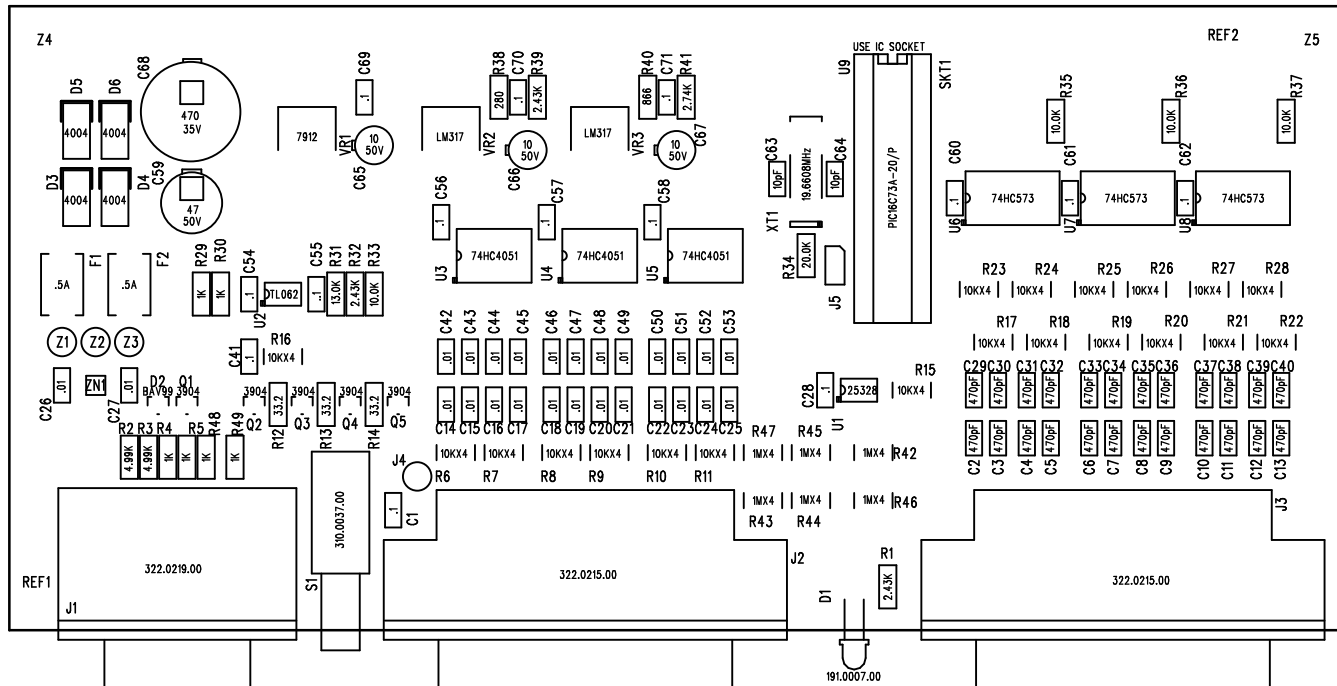 Z4
REF2
Z5
USE IC SOCKET
U9
SKT1
D5
D6
C68
C69
R38
C70
R39
R40
C71
R41
R35
R36
R37
4004
4004
470
35V
.1
280
.1
2.43K
866
.1
2.74K
10.0K
10.0K
10.0K
7912
VR1
10
50V
C65
LM317
VR2
10
50V
C66
LM317
VR3
10
50V
C67
D3
D4
C59
4004
4004
47
50V
C63
C64
10pF
19.6608MHz
10pF
PIC16C73A-20/P
C60
C61
C62
.1
74HC573
.1
74HC573
.1
74HC573
U6
U7
U8
C56
C57
C58
.1
.1
.1
XT1
R34
20.0K
J5
U3
74HC4051
U4
74HC4051
U5
74HC4051
F1
F2
.5A
.5A
R29
R30
C54
C55
R31
R32
R33
1K
1K
.1
TL062
U2
.1
13.0K
2.43K
10.0K
R23
R24
R25
R26
R27
R28
10KX4
10KX4
10KX4
10KX4
10KX4
10KX4
Z1
Z2
Z3
C41
.1
R16
10KX4
C42
C43
C44
C45
C46
C47
C48
C49
C50
C51
C52
C53
.01
.01
.01
.01
.01
.01
.01
.01
.01
.01
.01
.01
R17
R18
R19
R20
R21
R22
10KX4
10KX4
10KX4
10KX4
10KX4
10KX4
C26
.01
ZN1
.01
C27
D2
Q1
BAV99
3904
3904
33.2
3904
33.2
3904
33.2
3904
Q2
R12
Q3
R13
Q4
R14
Q5
.01
.01
.01
.01
.01
.01
.01
.01
.01
.01
.01
.01
C28
.1
25328
U1
R15
10KX4
C29
C30
C31
C32
C33
C34
C35
C36
C37
C38
C39
C40
470pF
470pF
470pF
470pF
470pF
470pF
470pF
470pF
470pF
470pF
470pF
470pF
R2
R3
R4
R5
R48
R49
4.99K
4.99K
1K
1K
1K
1K
C14
C15
C16
C17
C18
C19
C20
C21
C22
C23
C24
C25
R47
R45
10KX4
10KX4
10KX4
10KX4
10KX4
10KX4
1MX4
1MX4
1MX4
R42
470pF
470pF
470pF
470pF
470pF
470pF
470pF
470pF
470pF
470pF
470pF
470pF
C2
C3
C4
C5
C6
C7
C8
C9
C10
C11
C12
C13
J4
R6
R7
R8
R9
R10
R11
C1
.1
1MX4
1MX4
1MX4
R46
R43
R44
J3
310.0037.00
S1
REF1
322.0219.00
J1
322.0215.00
J2
R1
2.43K
D1
322.0215.00
191.0007.00